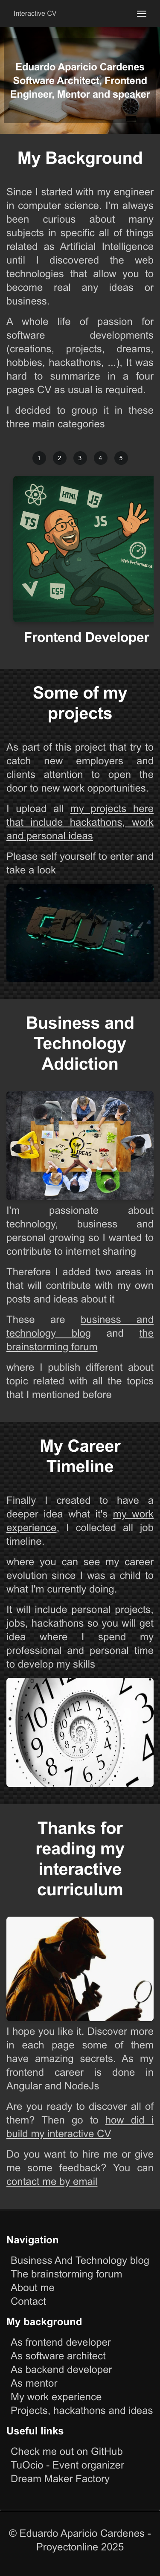 Interactive CV
Eduardo Aparicio Cardenes
Software Architect, Frontend
Engineer, Mentor and speaker
My Background
Since I started with my engineer
in computer science. I'm always
been curious about many
subjects in specific all of things
related as Artificial Intelligence
until I discovered the web
technologies that allow you to
become real any ideas or
business.
A whole life of passion for
software developments
(creations, projects, dreams,
hobbies, hackathons, ...), It was
hard to summarize in a four
pages CV as usual is required.
I decided to group it in these
three main categories
1 2 3 4 5
HTML
TS
JS
Web Performance
CSS
Frontend Developer
Some of my
projects
As part of this project that try to
catch new employers and
clients attention to open the
door to new work opportunities.
I upload all my projects here
that include hackathons, work
and personal ideas
Please self yourself to enter and
take a look
CODE
Business and
Technology
Addiction
IDEAS
I'm passionate about
technology, business and
personal growing so I wanted to
contribute to internet sharing
Therefore I added two areas in
that will contribute with my own
posts and ideas about it
These are business and
technology blog and the
brainstorming forum
where I publish different about
topic related with all the topics
that I mentioned before
My Career
Timeline
Finally I created to have a
deeper idea what it's my work
experience, I collected all job
timeline.
where you can see my career
evolution since I was a child to
what I'm currently doing.
It will include personal projects,
jobs, hackathons so you will get
idea where I spend my
professional and personal time
to develop my skills
Thanks for
reading my
interactive
curriculum
I hope you like it. Discover more
in each page some of them
have amazing secrets. As my
frontend career is done in
Angular and NodeJs
Are you ready to discover all of
them? Then go to how did i
build my interactive CV
Do you want to hire me or give
me some feedback? You can
contact me by email
Navigation
Business And Technology blog
The brainstorming forum
About me
Contact
My background
As frontend developer
As software architect
As backend developer
As mentor
My work experience
Projects, hackathons and ideas
Useful links
Check me out on GitHub
TuOcio - Event organizer
Dream Maker Factory
© Eduardo Aparicio Cardenes -
Proyectonline 2025